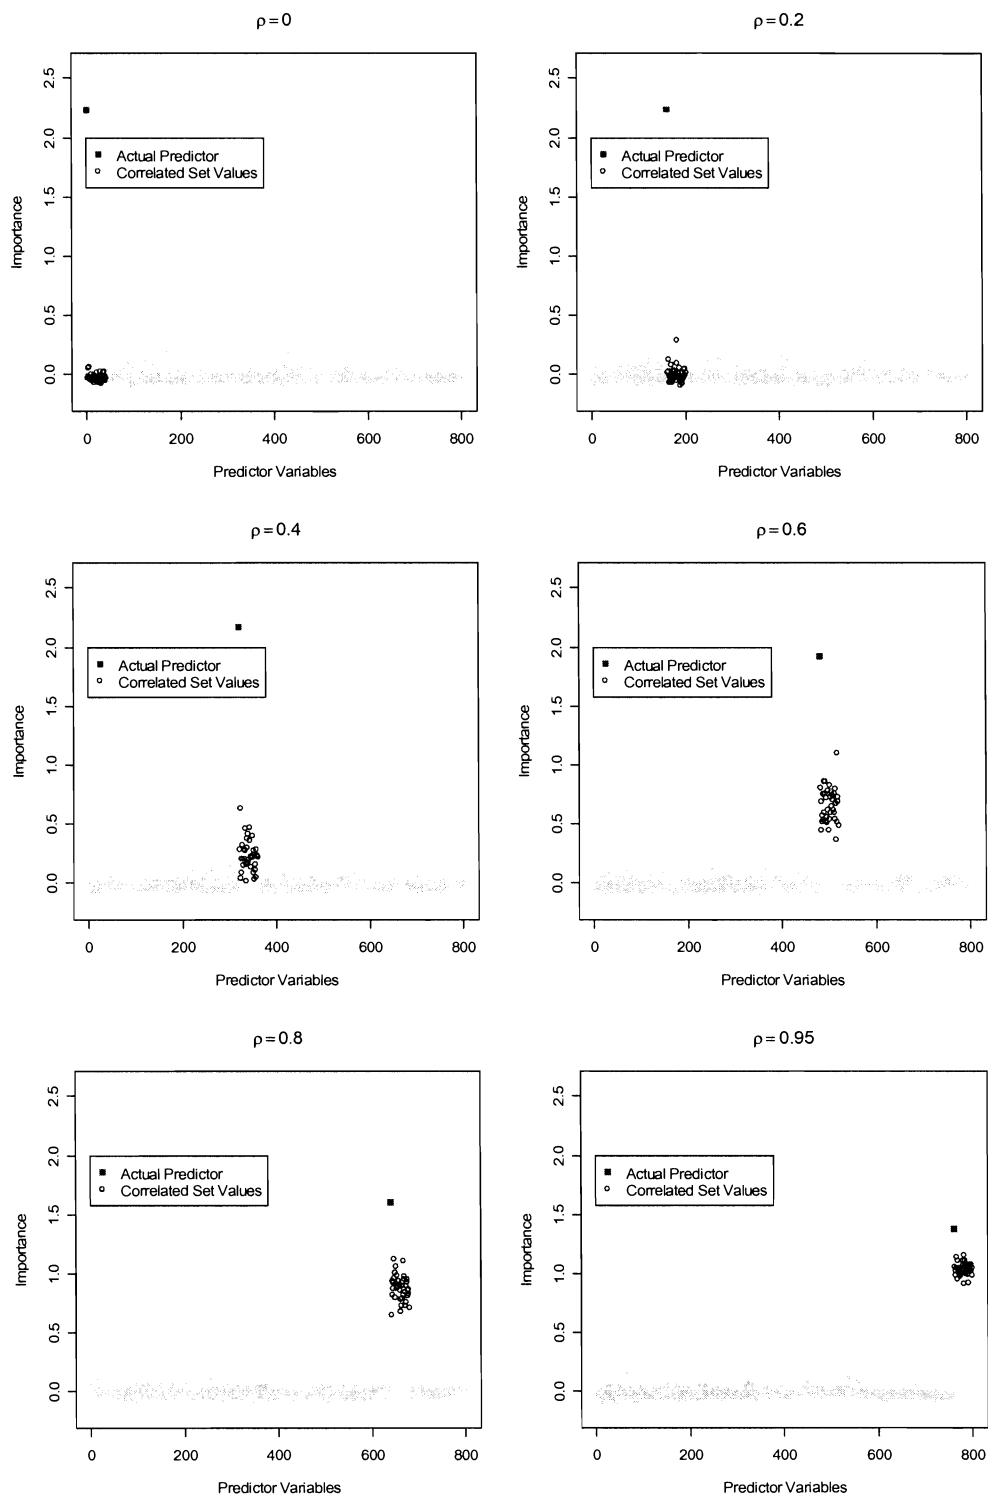 ρ = 0
2.5
2.0
1.5
1.0
0.5
0.0
Importance
Actual Predictor
Correlated Set Values
0 200 400 600 800
Predictor Variables
ρ = 0.2
2.5
2.0
1.5
1.0
0.5
0.0
Importance
Actual Predictor
Correlated Set Values
0 200 400 600 800
Predictor Variables
ρ = 0.4
2.5
2.0
1.5
1.0
0.5
0.0
Importance
Actual Predictor
Correlated Set Values
0 200 400 600 800
Predictor Variables
ρ = 0.6
2.5
2.0
1.5
1.0
0.5
0.0
Importance
Actual Predictor
Correlated Set Values
0 200 400 600 800
Predictor Variables
ρ = 0.8
2.5
2.0
1.5
1.0
0.5
0.0
Importance
Actual Predictor
Correlated Set Values
0 200 400 600 800
Predictor Variables
ρ = 0.95
2.5
2.0
1.5
1.0
0.5
0.0
Importance
Actual Predictor
Correlated Set Values
0 200 400 600 800
Predictor Variables